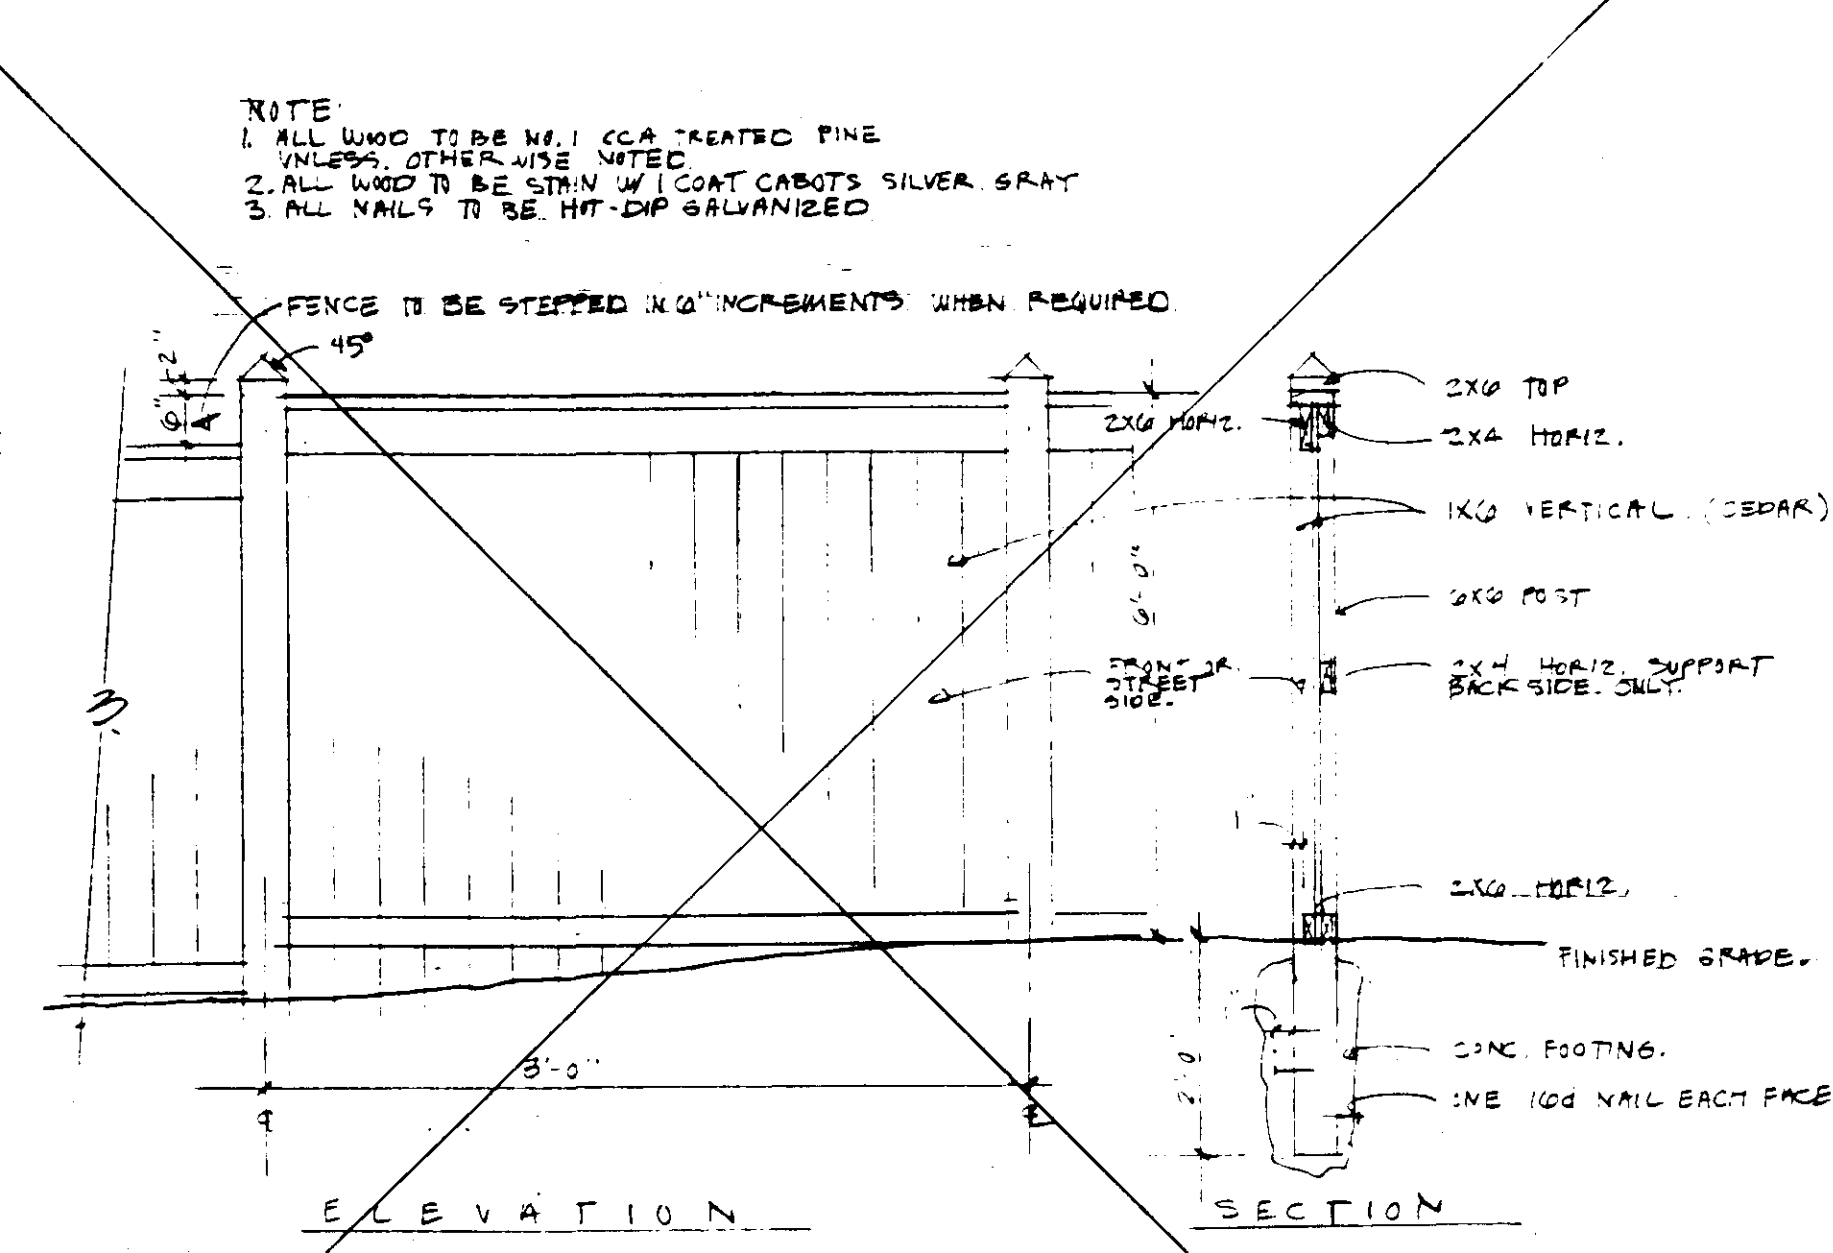 NOTE:
1. ALL WOOD TO BE NO. 1 CCA TREATED PINE
UNLESS OTHERWISE NOTED.
2. ALL WOOD TO BE STAIN W/ 1 COAT CABOTS SILVER GRAY
3. ALL NAILS TO BE HOT-DIP GALVANIZED
FENCE TO BE STEPPED IN 6" INCREMENTS WHEN REQUIRED
45°
2"
6"
2X6 TOP
2X6 HORIZ.
2X4 HORIZ.
1X6 VERTICAL (CEDAR)
6'-0"
6X6 POST
FRONT OR
STREET
SIDE.
2X4 HORIZ. SUPPORT
BACK SIDE ONLY.
3.
1
2X6 HORIZ.
FINISHED GRADE.
3'-0"
2'-0"
CONC. FOOTING.
ONE 16d NAIL EACH FACE
ELEVATION
SECTION